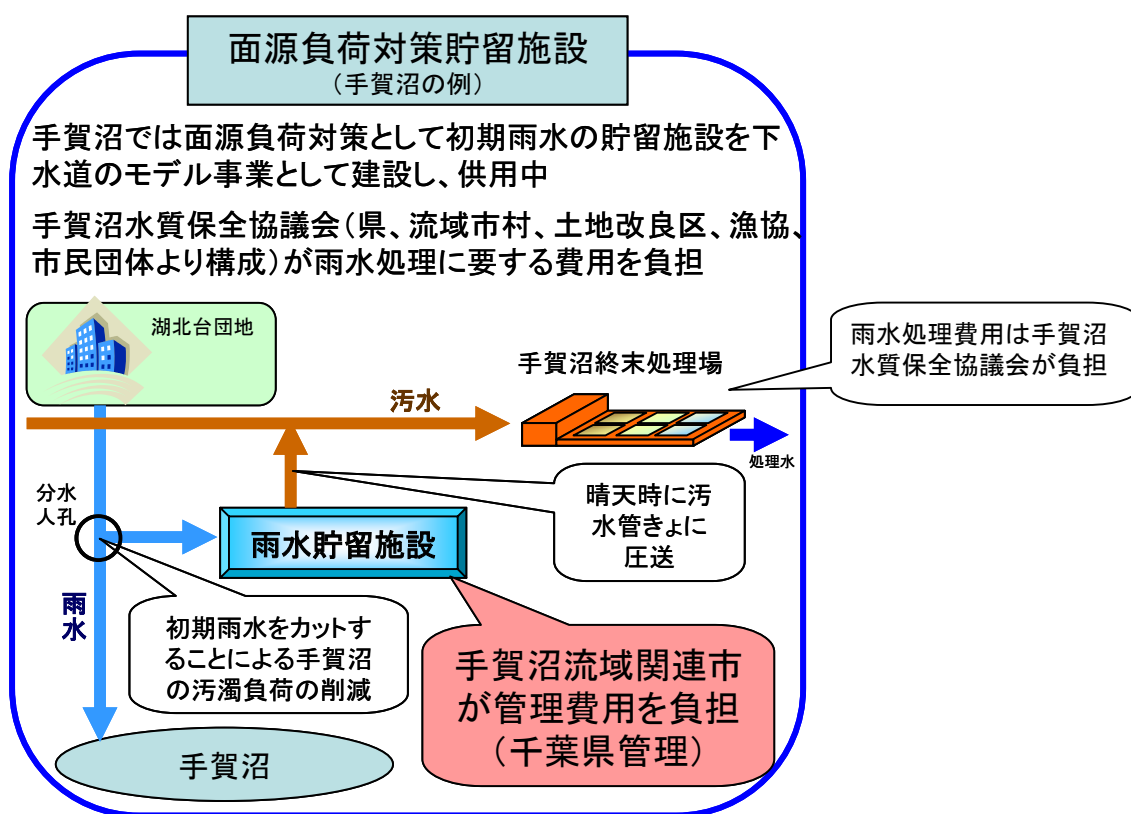 面源負荷対策貯留施設
（手賀沼の例）
手賀沼では面源負荷対策として初期雨水の貯留施設を下
水道のモデル事業として建設し、供用中
手賀沼水質保全協議会（県、流域市村、土地改良区、漁協、
市民団体より構成）が雨水処理に要する費用を負担
湖北台団地
雨水処理費用は手賀沼
水質保全協議会が負担
手賀沼終末処理場
汚水
処理水
分水
人孔
晴天時に汚
水管きょに
圧送
雨水貯留施設
雨
水
初期雨水をカットす
ることによる手賀沼
の汚濁負荷の削減
手賀沼流域関連市
が管理費用を負担
（千葉県管理）
手賀沼